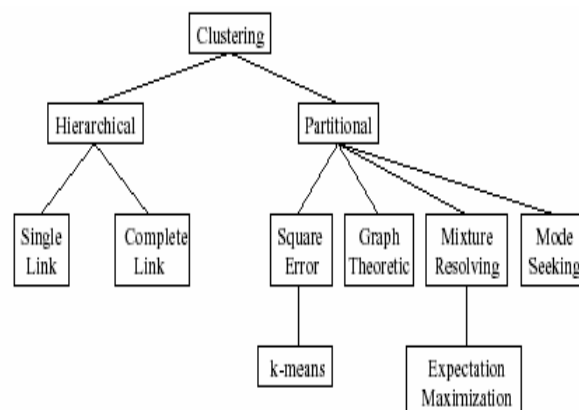 Clustering
Hierarchical
Partitional
Single
Link
Complete
Link
Square
Error
Graph
Theoretic
Mixture
Resolving
Mode
Seeking
k-means
Expectation
Maximization